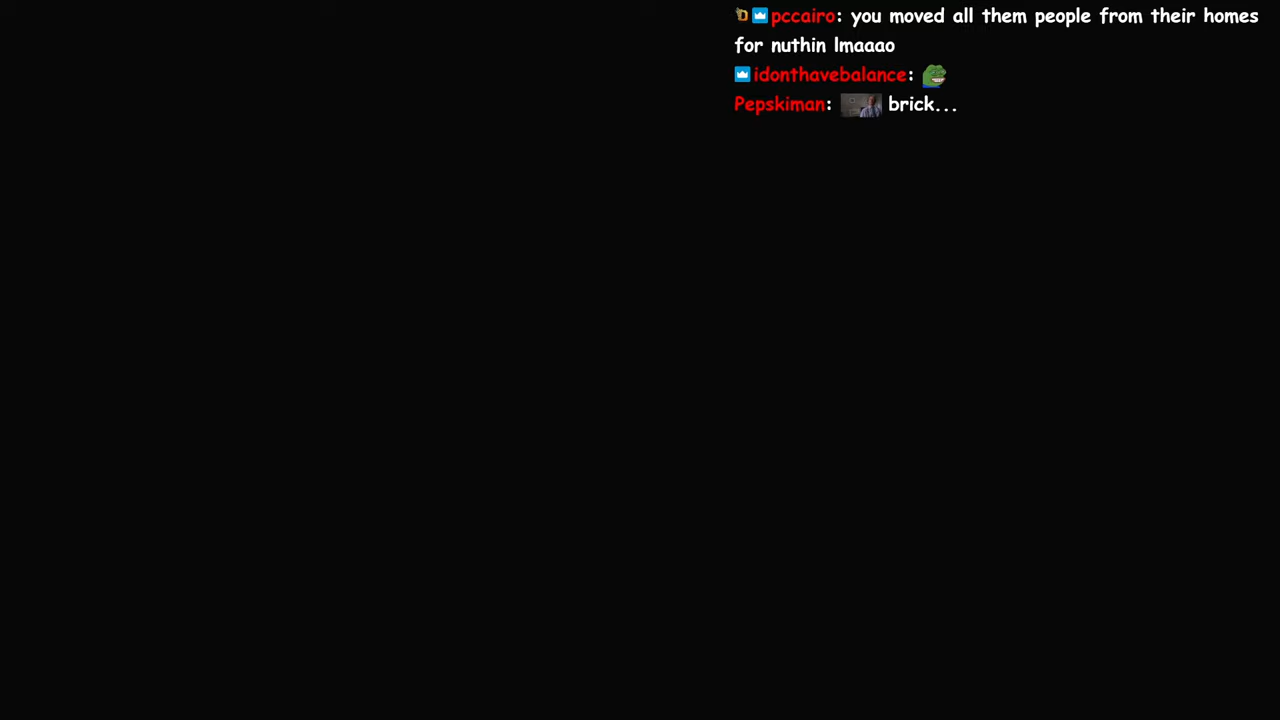 pccairo: you moved all them people from their homes
for nuthin lmaaao
idonthavebalance:
Pepskiman: brick...